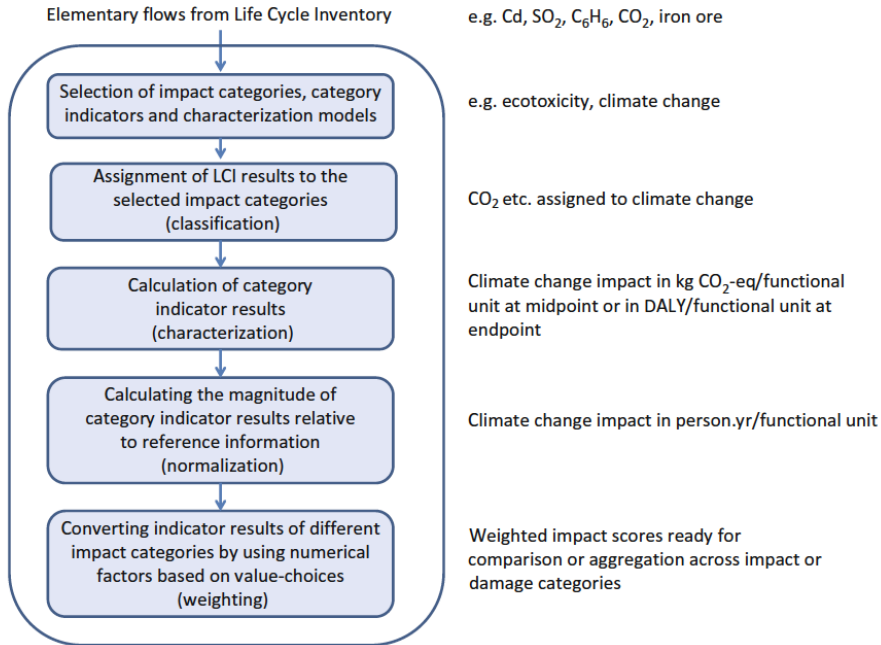 Elementary flows from Life Cycle Inventory
e.g. Cd, SO₂, C₆H₆, CO₂, iron ore
Selection of impact categories, category
indicators and characterization models
e.g. ecotoxicity, climate change
Assignment of LCI results to the
selected impact categories
(classification)
CO₂ etc. assigned to climate change
Calculation of category
indicator results
(characterization)
Climate change impact in kg CO₂-eq/functional
unit at midpoint or in DALY/functional unit at
endpoint
Calculating the magnitude of
category indicator results relative
to reference information
(normalization)
Climate change impact in person.yr/functional unit
Converting indicator results of different
impact categories by using numerical
factors based on value-choices
(weighting)
Weighted impact scores ready for
comparison or aggregation across impact or
damage categories